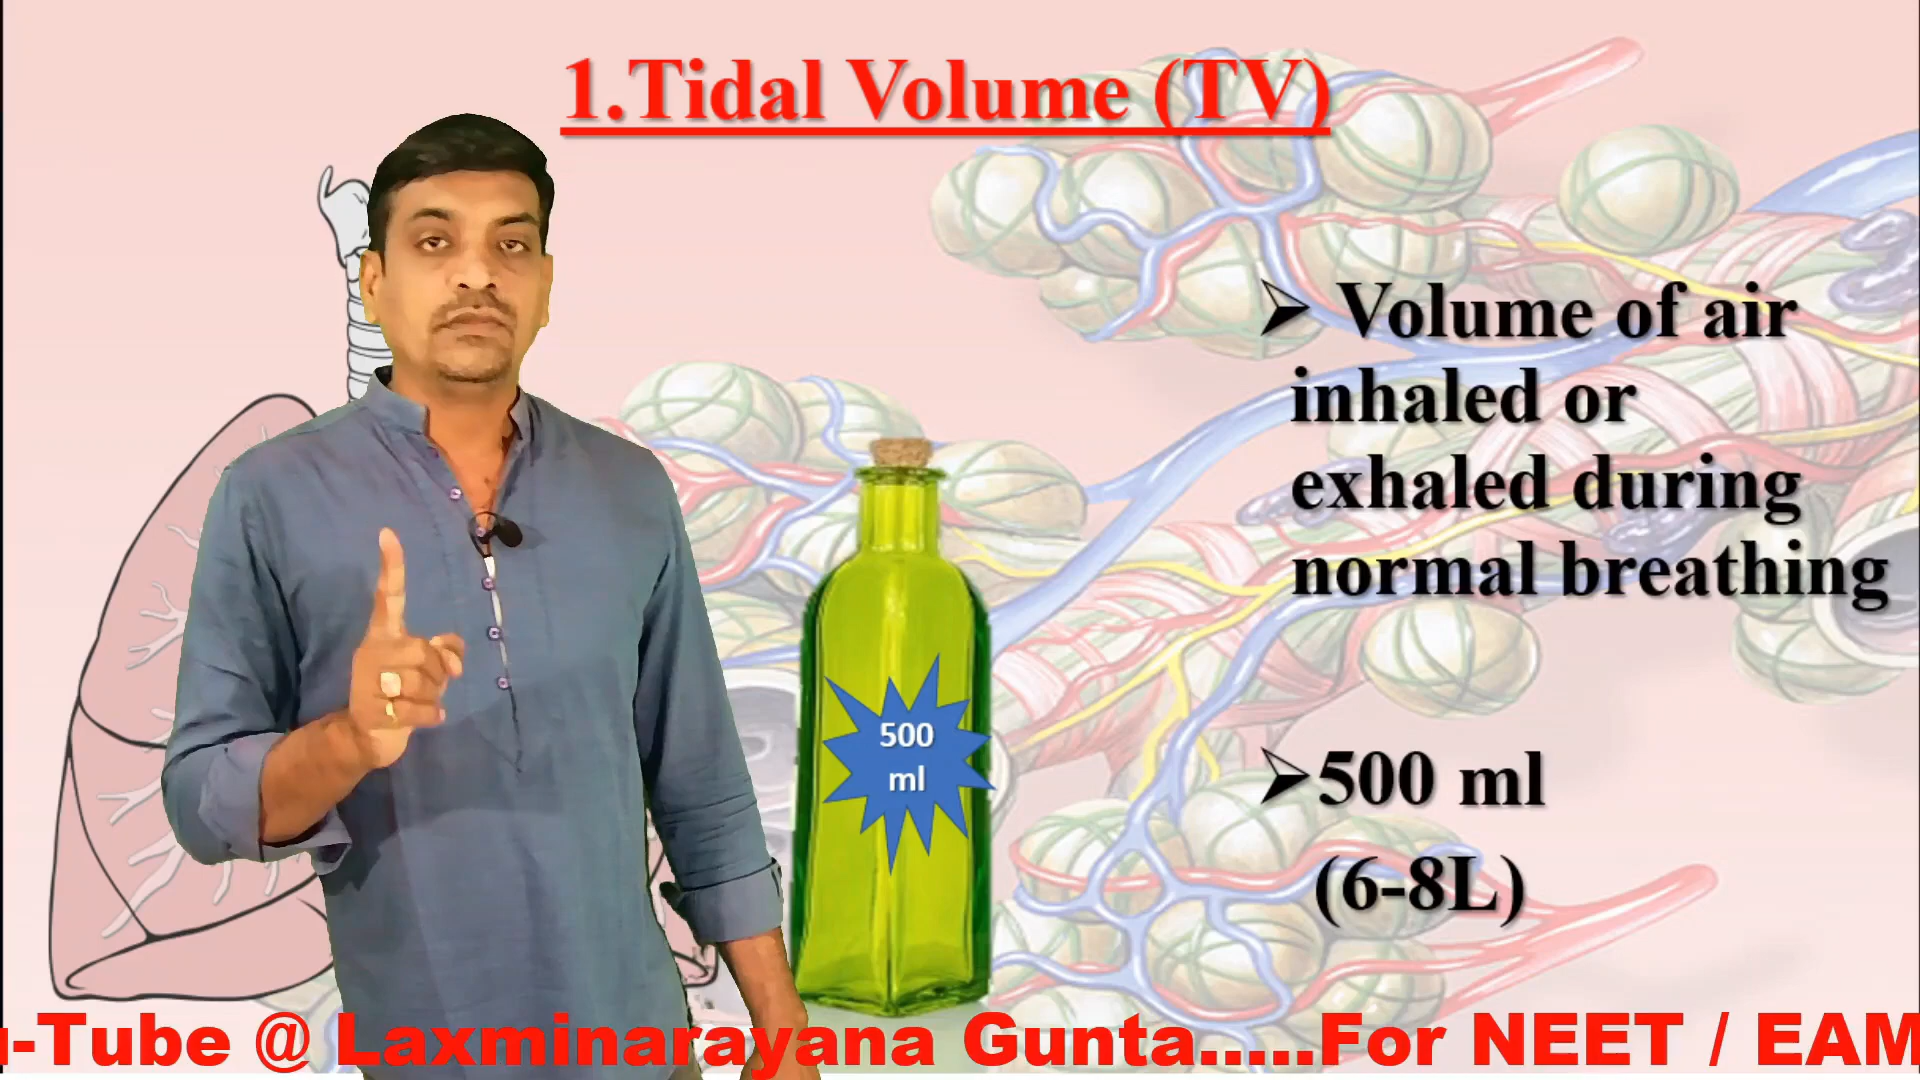 1.Tidal Volume (TV)
➢ Volume of air
inhaled or
exhaled during
normal breathing
500
ml
➢500 ml
(6-8L)
-Tube @ Laxminarayana Gunta.....For NEET / EAM